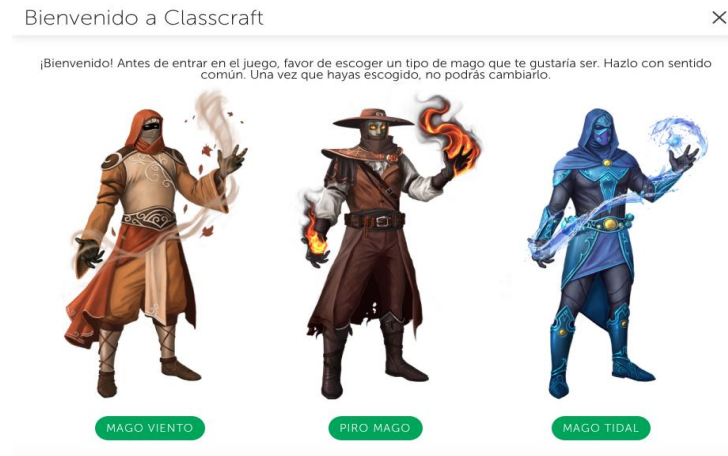 Bienvenido a Classcraft
¡Bienvenido! Antes de entrar en el juego, favor de escoger un tipo de mago que te gustaría ser. Hazlo con sentido
común. Una vez que hayas escogido, no podrás cambiarlo.
MAGO VIENTO
PIRO MAGO
MAGO TIDAL